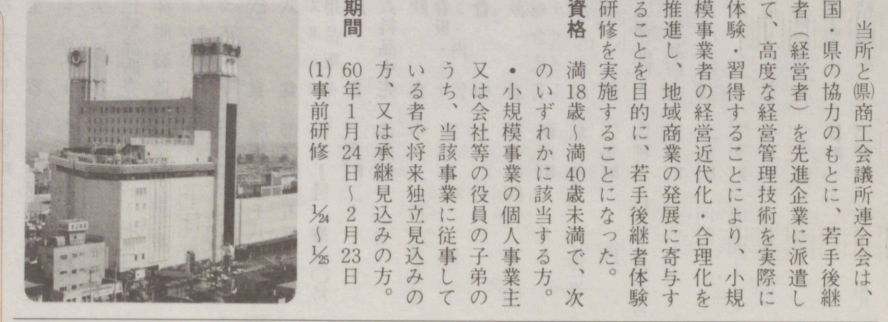 当所と㈿商工会議所連合会は、
国・県の協力のもとに、若手後継
者（経営者）を先進企業に派遣し
て、高度な経営管理技術を実際に
体験・習得することにより、小規
模事業者の経営近代化・合理化を
推進し、地域商業の発展に寄与す
ることを目的に、若手後継者体験
研修を実施することになった。
資格　満18歳〜満40歳未満で、次
のいずれかに該当する方。
・小規模事業の個人事業主
又は会社等の役員の子弟の
うち、当該事業に従事して
いる者で将来独立見込みの
方、又は承継見込みの方。
期間　60年1月24日〜2月23日
(1)事前研修──1/24〜1/25